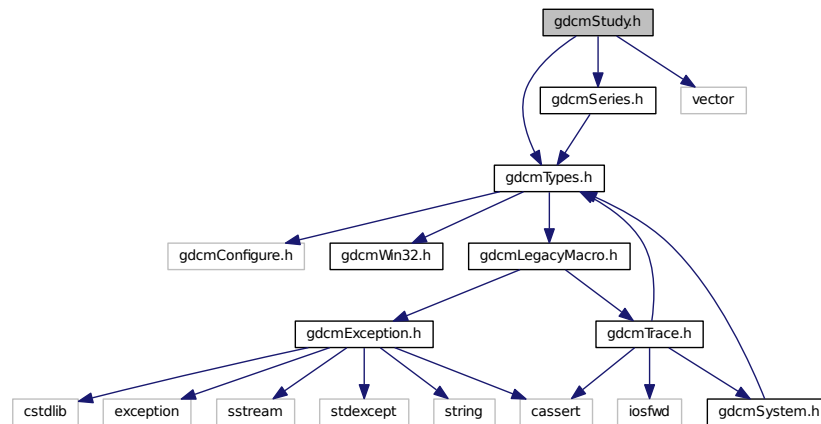 gdcmStudy.h
gdcmSeries.h
vector
gdcmTypes.h
gdcmConfigure.h
gdcmWin32.h
gdcmLegacyMacro.h
gdcmException.h
gdcmTrace.h
cstdlib
exception
sstream
stdexcept
string
cassert
iosfwd
gdcmSystem.h